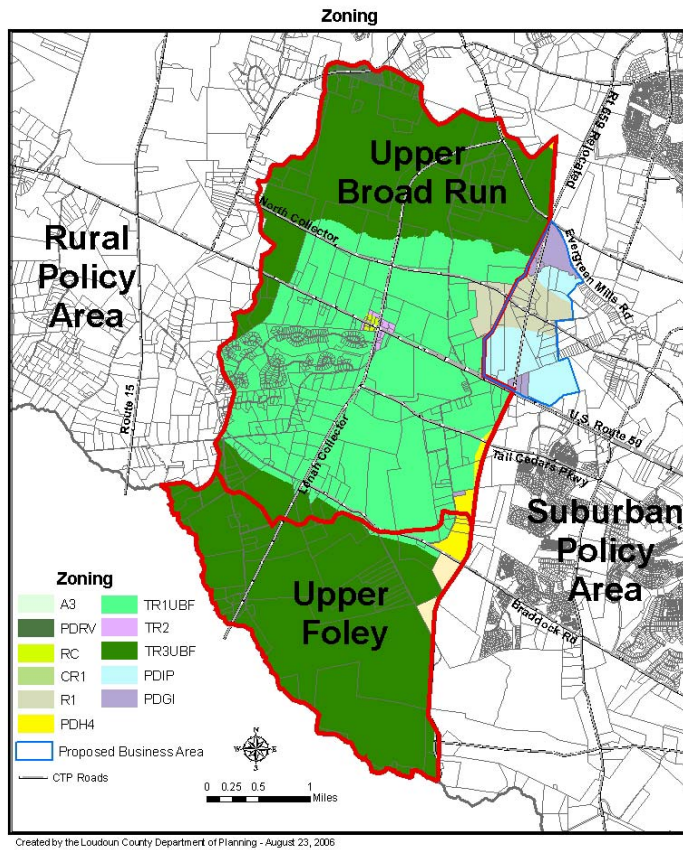 Zoning
Upper
Broad Run
Rt 659 Relocated
North Collector
Evergreen Mills Rd
Rural
Policy
Area
Route 15
U.S. Route 50
Lenah Collector
Tall Cedars Pkwy
Suburban
Policy
Area
Upper
Foley
Braddock Rd
Zoning
A3
PDRV
RC
CR1
R1
PDH4
TR1UBF
TR2
TR3UBF
PDIP
PDGI
Proposed Business Area
CTP Roads
N
W E
S
0 0.25 0.5 1
Miles
Created by the Loudoun County Department of Planning - August 23, 2006